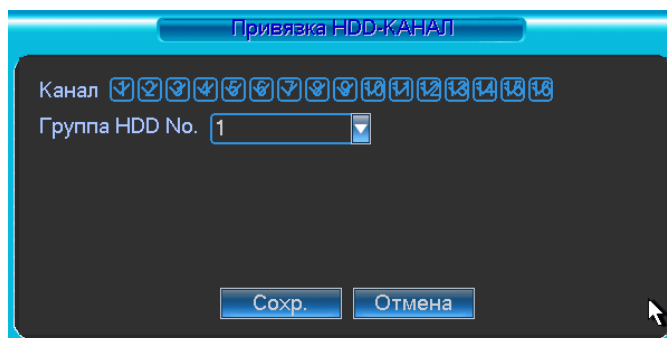 Привязка HDD-КАНАЛ
Канал 1 2 3 4 5 6 7 8 9 10 11 12 13 14 15 16
Группа HDD No. 1
Сохр. Отмена